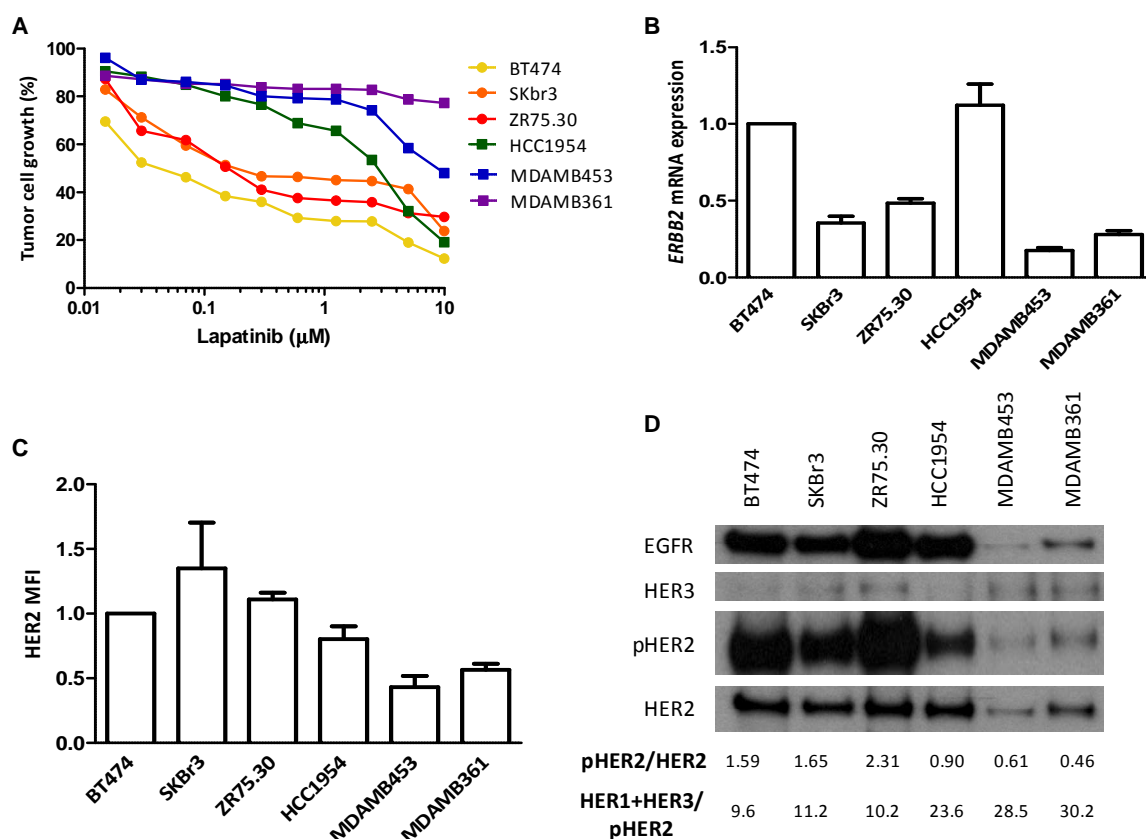 A
Tumor cell growth (%)
100
80
60
40
20
0
0.01
0.1
1
10
Lapatinib (µM)
BT474
SKbr3
ZR75.30
HCC1954
MDAMB453
MDAMB361
B
ERBB2 mRNA expression
1.5
1.0
0.5
0.0
BT474
SKBr3
ZR75.30
HCC1954
MDAMB453
MDAMB361
C
HER2 MFI
2.0
1.5
1.0
0.5
0.0
BT474
SKBr3
ZR75.30
HCC1954
MDAMB453
MDAMB361
D
BT474
SKBr3
ZR75.30
HCC1954
MDAMB453
MDAMB361
EGFR
HER3
pHER2
HER2
pHER2/HER2 1.59 1.65 2.31 0.90 0.61 0.46
HER1+HER3/
pHER2 9.6 11.2 10.2 23.6 28.5 30.2